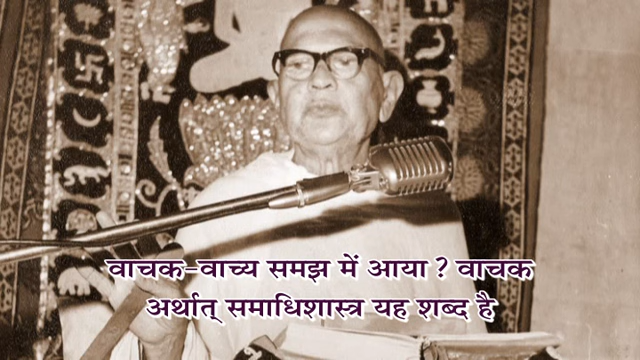 वाचक-वाच्य समझ में आया ? वाचक
अर्थात् समाधिशास्त्र यह शब्द है